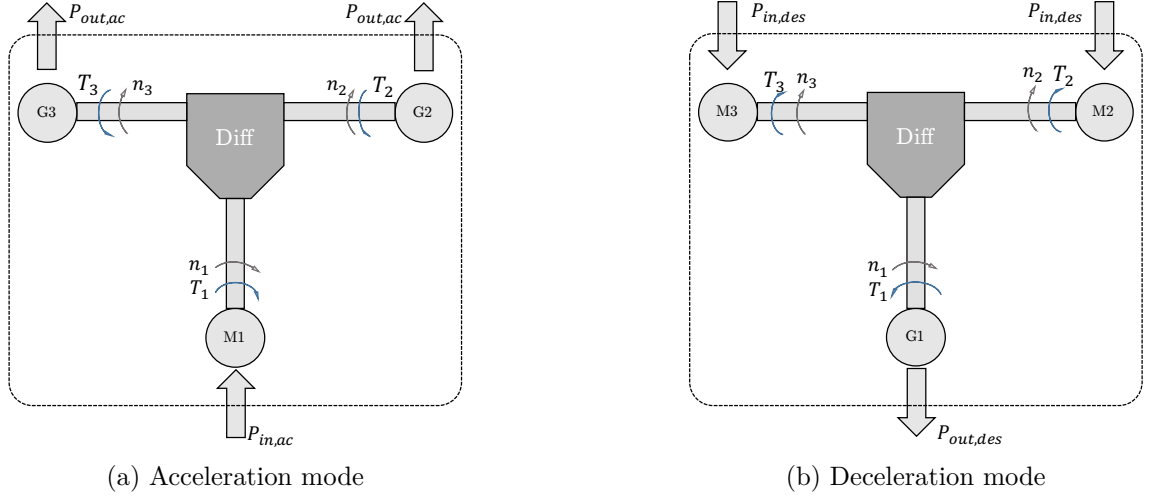 P_{out,ac} P_{out,ac} P_{in,des} P_{in,des}
T_3 n_3 n_2 T_2 T_3 n_3 n_2 T_2
G3 G2 M3 M2
Diff Diff
n_1 n_1
T_1 T_1
M1 G1
P_{in,ac} P_{out,des}
(a) Acceleration mode (b) Deceleration mode